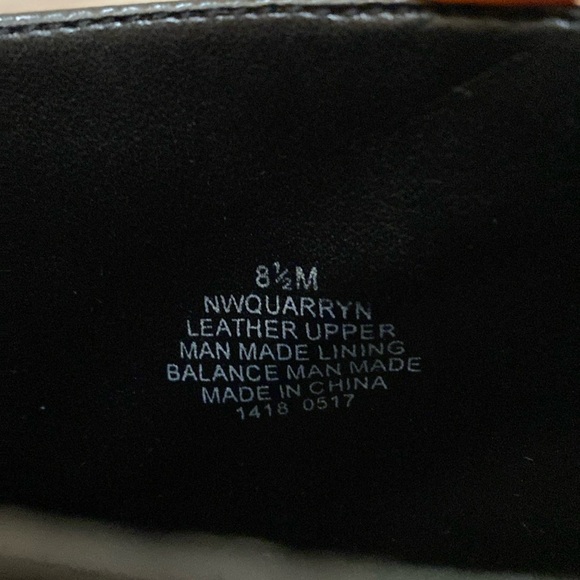 8½M
NWQUARRYN
LEATHER UPPER
MAN MADE LINING
BALANCE MAN MADE
MADE IN CHINA
1418 0517